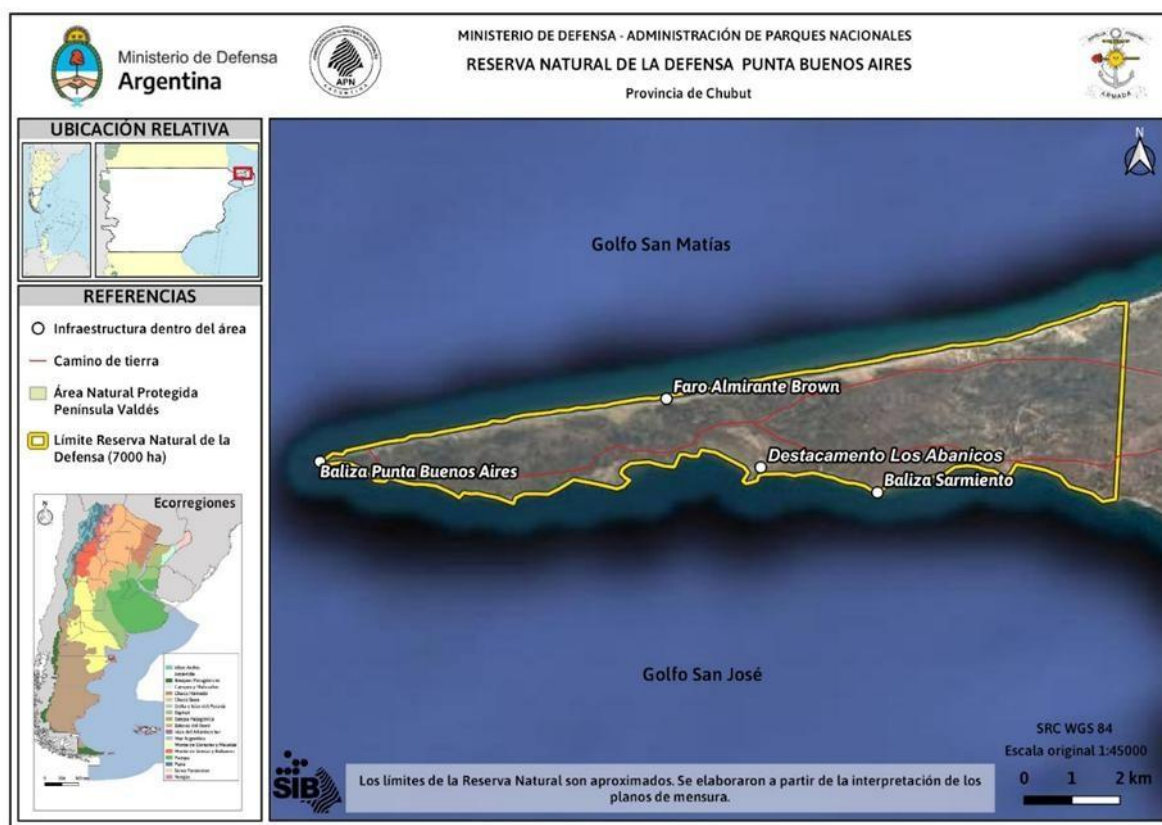 Ministerio de Defensa
Argentina
APN
MINISTERIO DE DEFENSA - ADMINISTRACIÓN DE PARQUES NACIONALES
RESERVA NATURAL DE LA DEFENSA PUNTA BUENOS AIRES
Provincia de Chubut
ARMADA
UBICACIÓN RELATIVA
REFERENCIAS
Infraestructura dentro del área
Camino de tierra
Área Natural Protegida
Península Valdés
Límite Reserva Natural de la
Defensa (7000 ha)
Ecorregiones
N
Golfo San Matías
Faro Almirante Brown
Baliza Punta Buenos Aires
Destacamento Los Abanicos
Baliza Sarmiento
Golfo San José
SRC WGS 84
Escala original 1:45000
0 1 2 km
SIB
Los límites de la Reserva Natural son aproximados. Se elaboraron a partir de la interpretación de los
planos de mensura.